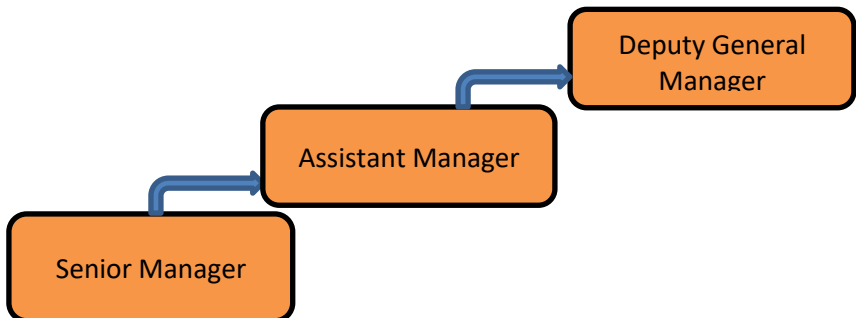 Deputy General
Manager
Assistant Manager
Senior Manager